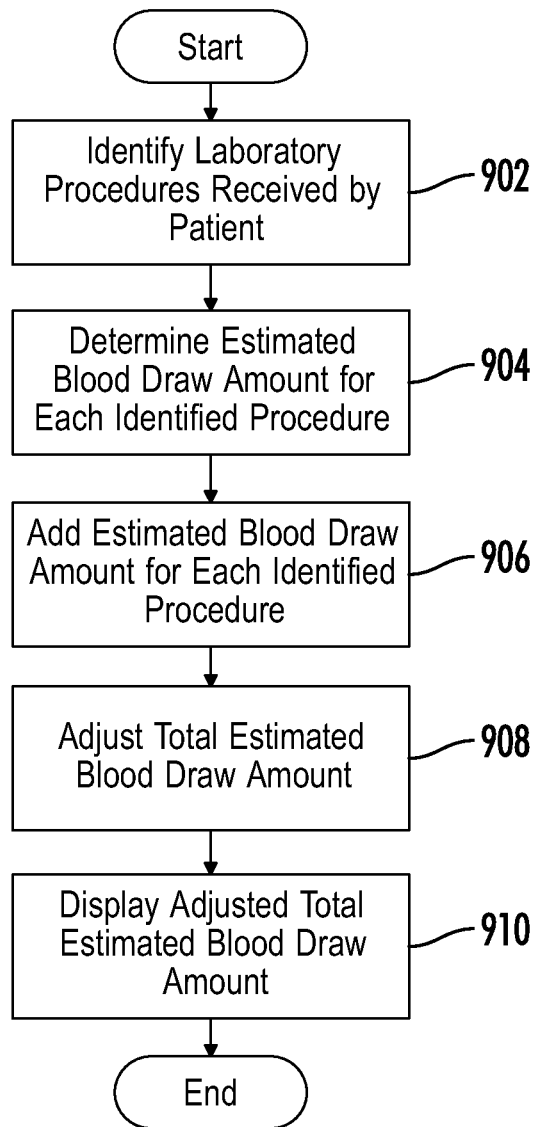 Start
Identify Laboratory
Procedures Received by
Patient
902
Determine Estimated
Blood Draw Amount for
Each Identified Procedure
904
Add Estimated Blood Draw
Amount for Each Identified
Procedure
906
Adjust Total Estimated
Blood Draw Amount
908
Display Adjusted Total
Estimated Blood Draw
Amount
910
End